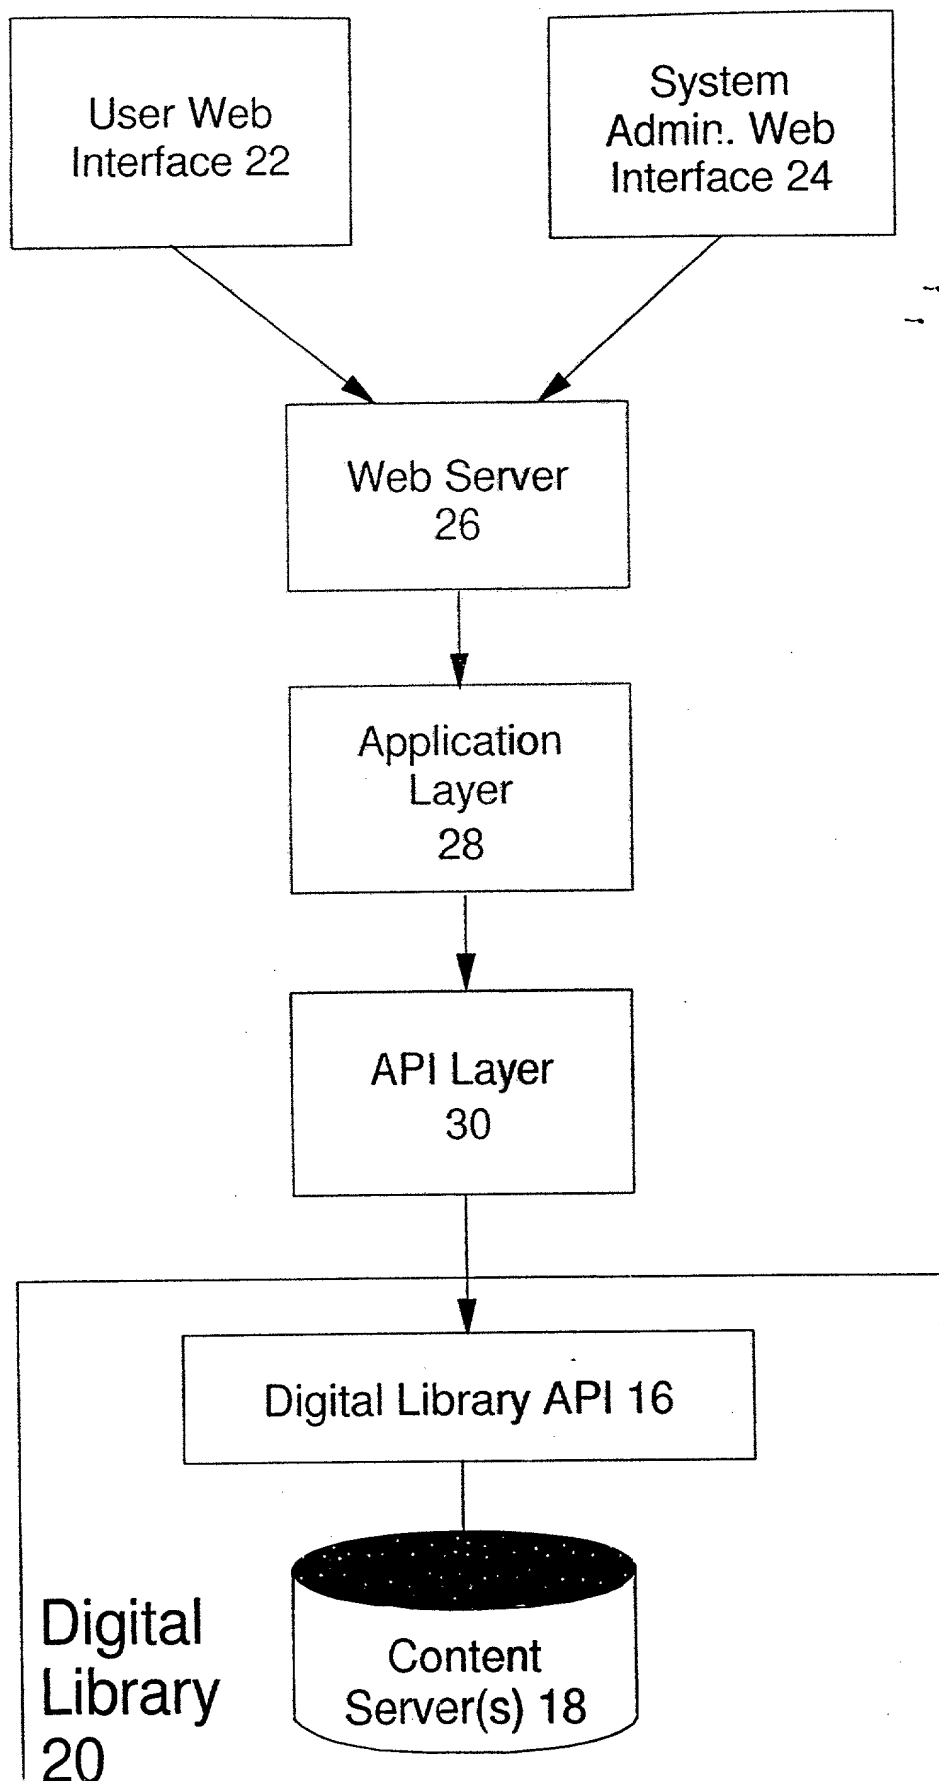 User Web
Interface 22
System
Admin. Web
Interface 24
Web Server
26
Application
Layer
28
API Layer
30
Digital Library API 16
Content
Server(s) 18
Digital
Library
20